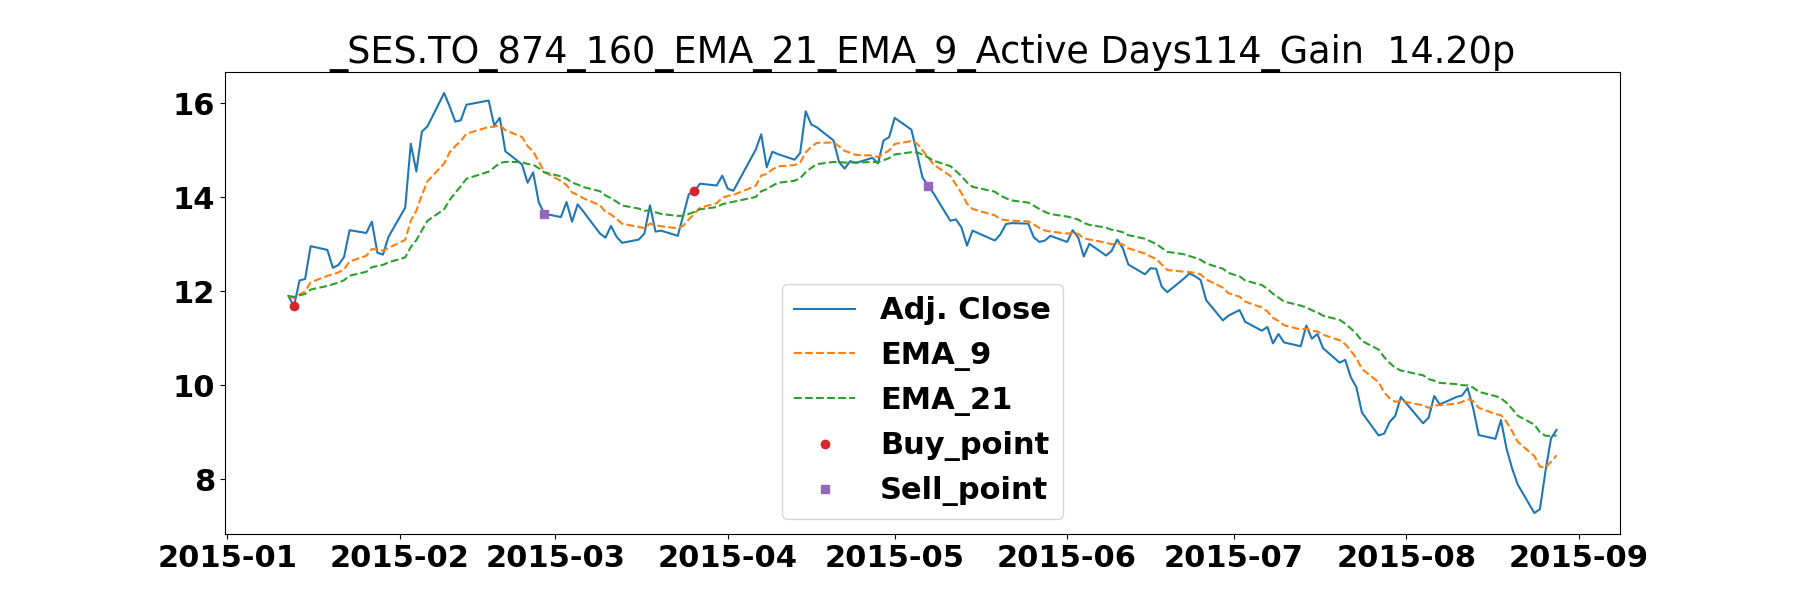 _SES.TO_874_160_EMA_21_EMA_9_Active Days114_Gain  14.20p
16
14
12
10
8
Adj. Close
EMA_9
EMA_21
Buy_point
Sell_point
2015-01 2015-02 2015-03 2015-04 2015-05 2015-06 2015-07 2015-08 2015-09